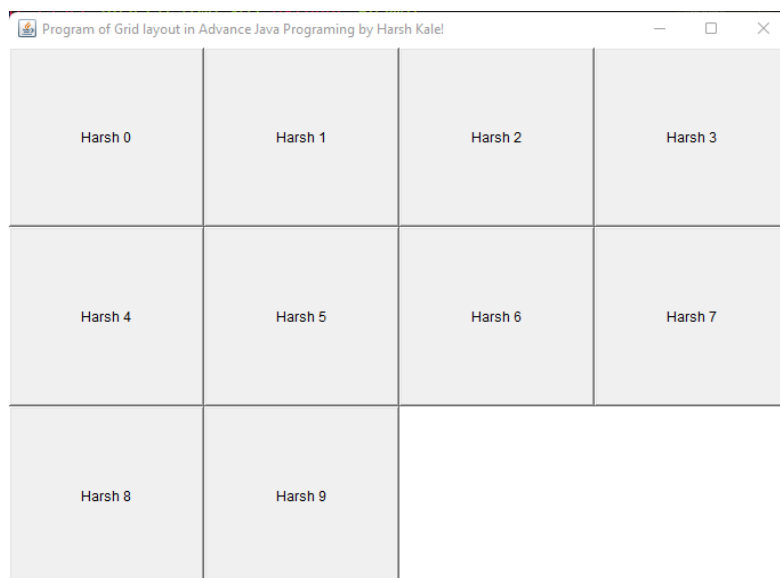 Program of Grid layout in Advance Java Programing by Harsh Kale!
Harsh 0 Harsh 1 Harsh 2 Harsh 3
Harsh 4 Harsh 5 Harsh 6 Harsh 7
Harsh 8 Harsh 9